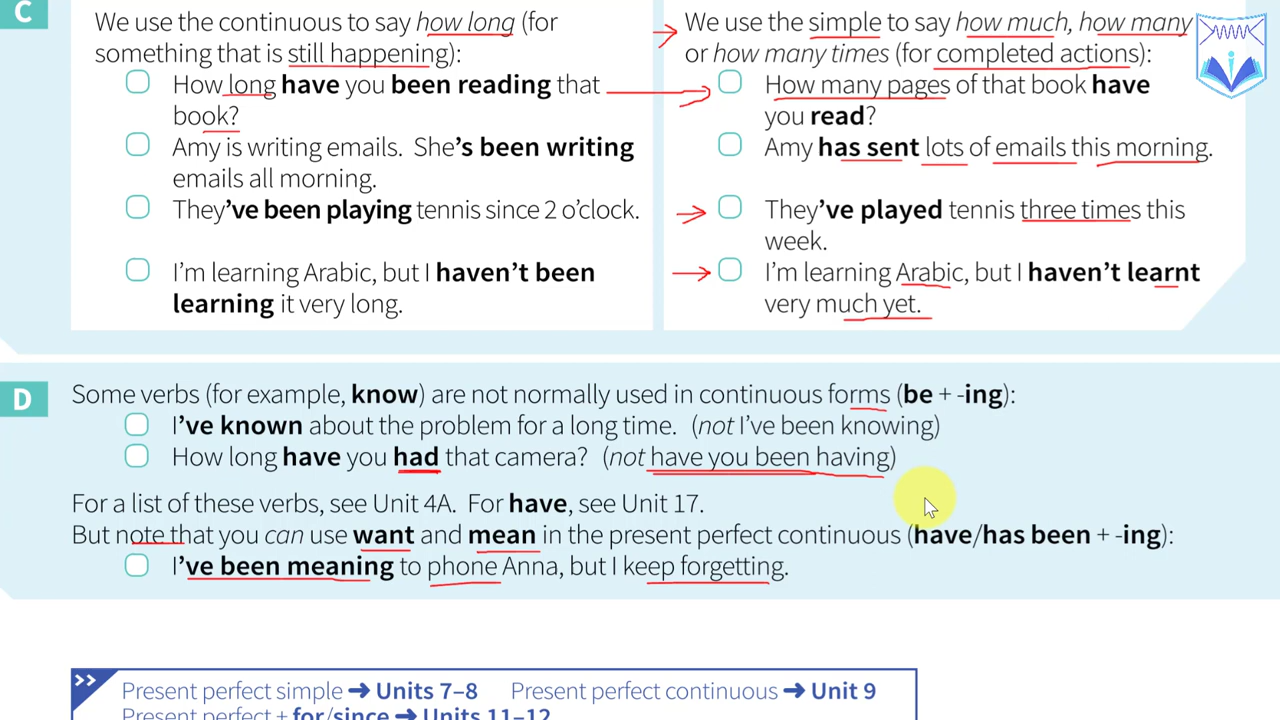 C
We use the continuous to say how long (for
something that is still happening):
How long have you been reading that
book?
Amy is writing emails. She's been writing
emails all morning.
They've been playing tennis since 2 o'clock.
I'm learning Arabic, but I haven't been
learning it very long.
We use the simple to say how much, how many
or how many times (for completed actions):
How many pages of that book have
you read?
Amy has sent lots of emails this morning.
They've played tennis three times this
week.
I'm learning Arabic, but I haven't learnt
very much yet.
D
Some verbs (for example, know) are not normally used in continuous forms (be + -ing):
I've known about the problem for a long time. (not I've been knowing)
How long have you had that camera? (not have you been having)
For a list of these verbs, see Unit 4A. For have, see Unit 17.
But note that you can use want and mean in the present perfect continuous (have/has been + -ing):
I've been meaning to phone Anna, but I keep forgetting.
Present perfect simple ➜ Units 7–8 Present perfect continuous ➜ Unit 9
Present perfect + for/since ➜ Units 11–12